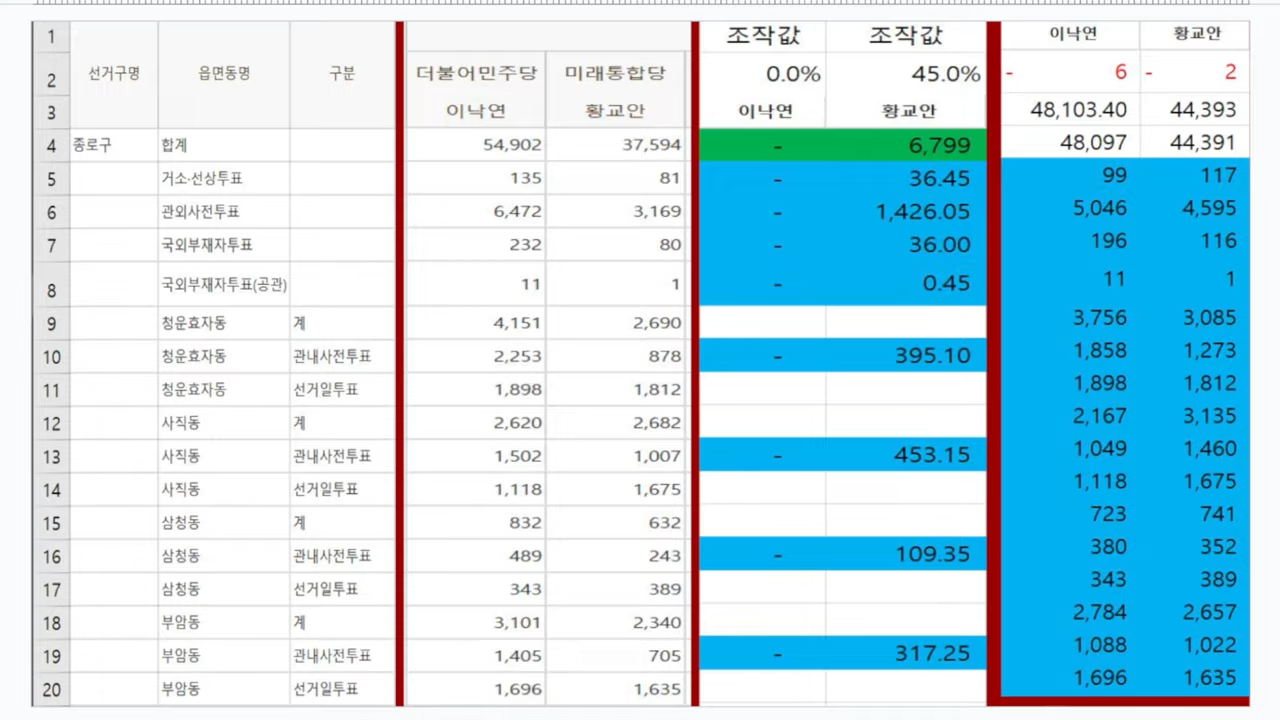 1 조작값 조작값 이낙연 황교안
2 선거구명 읍면동명 구분 더불어민주당 미래통합당 0.0% 45.0% - 6 - 2
3 이낙연 황교안 이낙연 황교안 48,103.40 44,393
4 종로구 합계 54,902 37,594 - 6,799 48,097 44,391
5 거소·선상투표 135 81 - 36.45 99 117
6 관외사전투표 6,472 3,169 - 1,426.05 5,046 4,595
7 국외부재자투표 232 80 - 36.00 196 116
8 국외부재자투표(공관) 11 1 - 0.45 11 1
9 청운효자동 계 4,151 2,690 3,756 3,085
10 청운효자동 관내사전투표 2,253 878 - 395.10 1,858 1,273
11 청운효자동 선거일투표 1,898 1,812 1,898 1,812
12 사직동 계 2,620 2,682 2,167 3,135
13 사직동 관내사전투표 1,502 1,007 - 453.15 1,049 1,460
14 사직동 선거일투표 1,118 1,675 1,118 1,675
15 삼청동 계 832 632 723 741
16 삼청동 관내사전투표 489 243 - 109.35 380 352
17 삼청동 선거일투표 343 389 343 389
18 부암동 계 3,101 2,340 2,784 2,657
19 부암동 관내사전투표 1,405 705 - 317.25 1,088 1,022
20 부암동 선거일투표 1,696 1,635 1,696 1,635